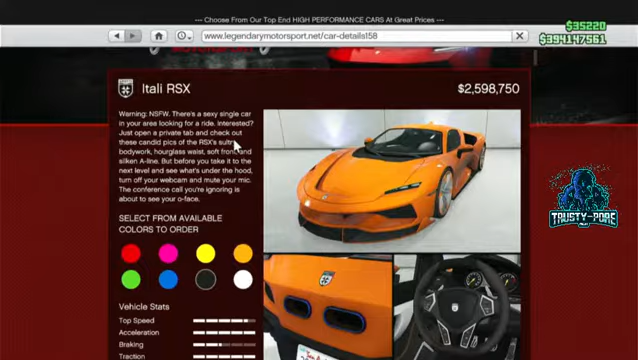 --- Choose From Our Top End HIGH PERFORMANCE CARS At Great Prices ---
$35220
$394147561
www.legendarymotorsport.net/car-details158
Itali RSX
$2,598,750
Warning: NSFW. There's a sexy single car
in your area looking for a ride. Interested?
Just open a private tab and check out
these candid pics of the RSX's sultry
bodywork, hourglass waist, soft front end
silken A-line. But before you take it to the
next level and see what's under the hood,
turn off your webcam and mute your mic.
The conference call you're ignoring is
about to see your o-face.
SELECT FROM AVAILABLE
COLORS TO ORDER
Vehicle Stats
Top Speed
Acceleration
Braking
Traction
TRUSTY-PORE